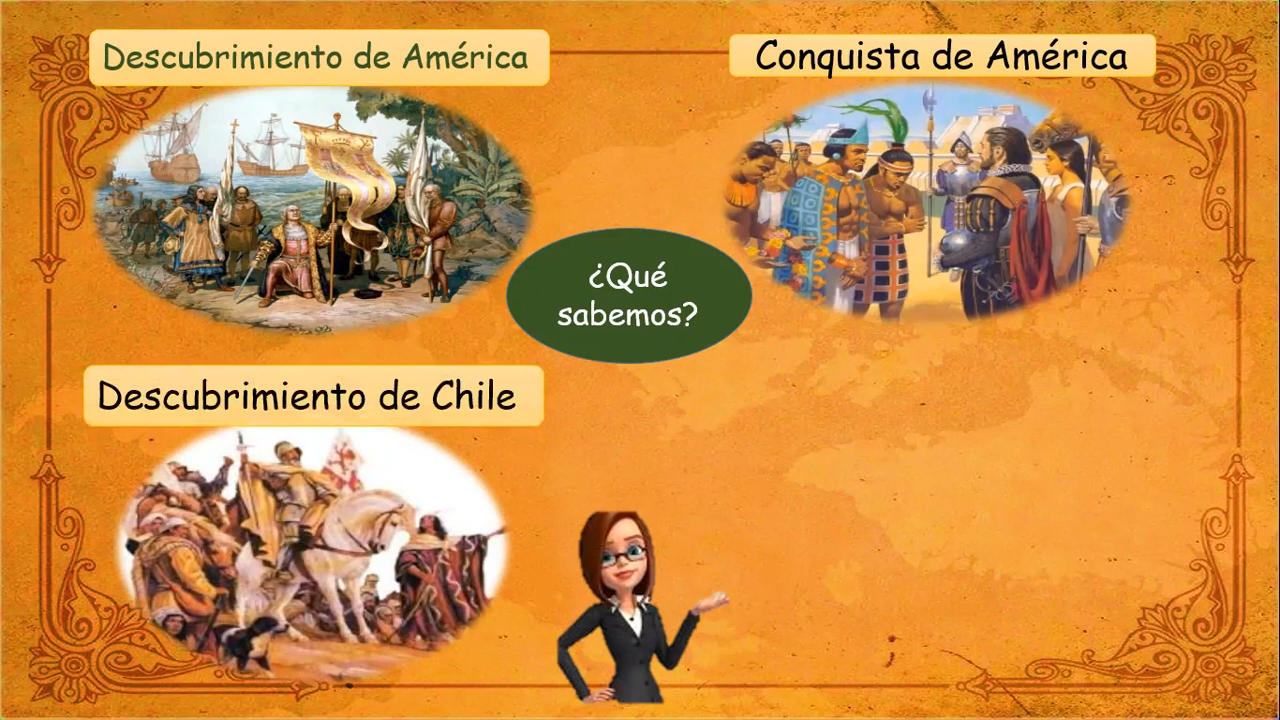 Descubrimiento de América
Conquista de América
¿Qué
sabemos?
Descubrimiento de Chile